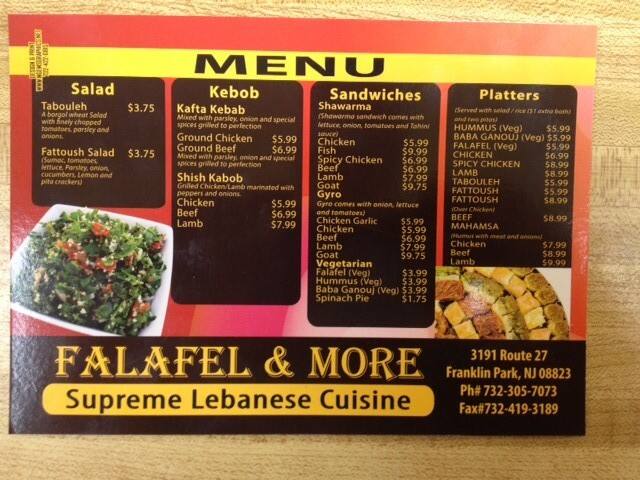 DESIGN & PRINT
MENU
Salad
Tabouleh $3.75
A borgol wheat Salad
with finely chopped
tomatoes, parsley and
onions.
Fattoush Salad $3.75
(Sumac, tomatoes,
lettuce, Parsley, onion,
cucumbers, Lemon and
pita crackers)
Kebob
Kafta Kebab
Mixed with parsley, onion and special
spices grilled to perfection
Ground Chicken $5.99
Ground Beef $6.99
Mixed with parsley, onion and special
spices grilled to perfection
Shish Kabob
Grilled Chicken/Lamb marinated with
peppers and onions.
Chicken $5.99
Beef $6.99
Lamb $7.99
Sandwiches
Shawarma
(Shawarma sandwich comes with
lettuce, onion, tomatoes and Tahini
sauce)
Chicken $5.99
Fish $5.99
Spicy Chicken $6.99
Beef $6.99
Lamb $7.99
Goat $9.75
Gyro
Gyro comes with onion, lettuce
and tomatoes)
Chicken Garlic $5.99
Chicken $5.99
Beef $6.99
Lamb $7.99
Goat $9.75
Vegetarian
Falafel (Veg) $3.99
Hummus (Veg) $3.99
Baba Ganouj (Veg) $3.99
Spinach Pie $1.75
Platters
(Served with salad / rice ($1 extra both)
and two pitas)
HUMMUS (Veg) $5.99
BABA GANOUJ (Veg) $5.99
FALAFEL (Veg) $5.99
CHICKEN $6.99
SPICY CHICKEN $8.99
LAMB $8.99
TABOULEH $5.99
FATTOUSH $5.99
FATTOUSH $8.99
(Over Chicken)
BEEF $8.99
MAHAMSA
(Humus with meat and onions)
Chicken $7.99
Beef $8.99
Lamb $9.99
FALAFEL & MORE
Supreme Lebanese Cuisine
3191 Route 27
Franklin Park, NJ 08823
Ph# 732-305-7073
Fax#732-419-3189